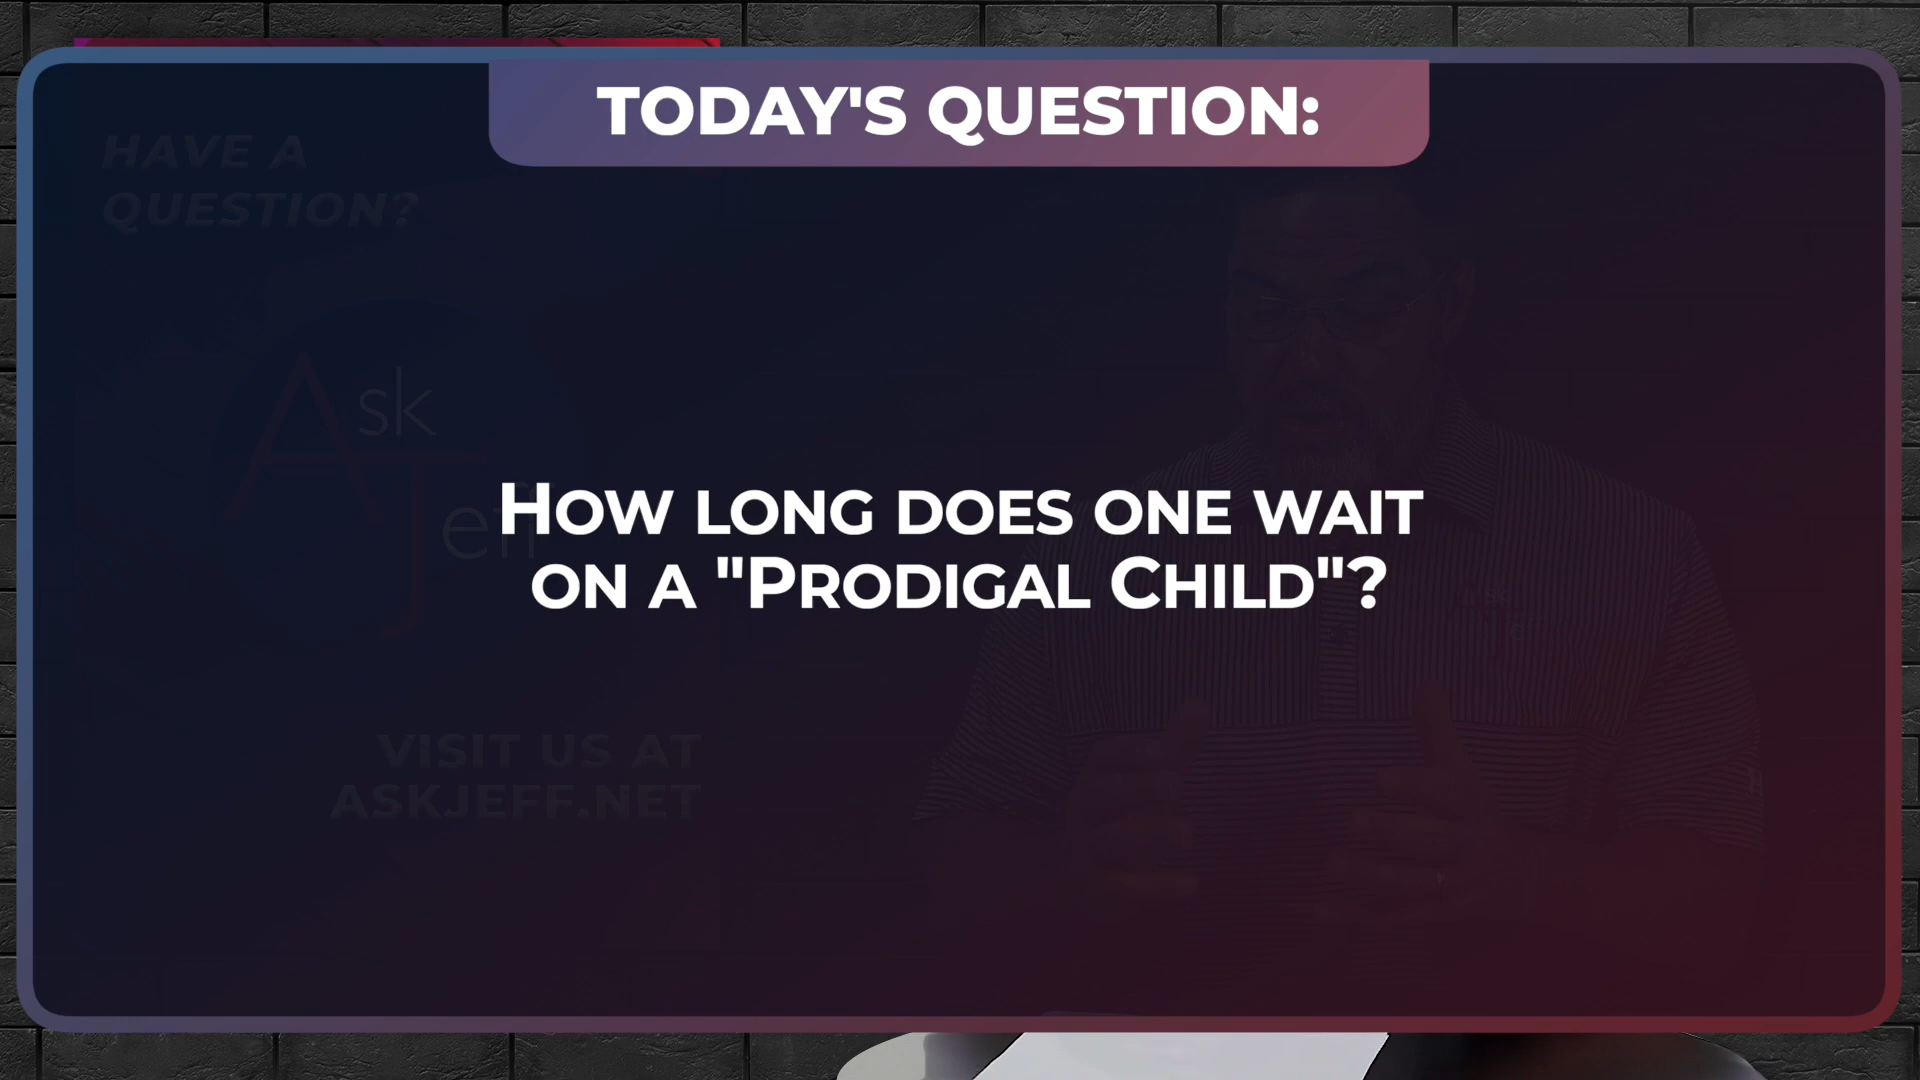 TODAY'S QUESTION:
HAVE A
QUESTION?
Ask
Jeff
HOW LONG DOES ONE WAIT
ON A "PRODIGAL CHILD"?
VISIT US AT
ASKJEFF.NET